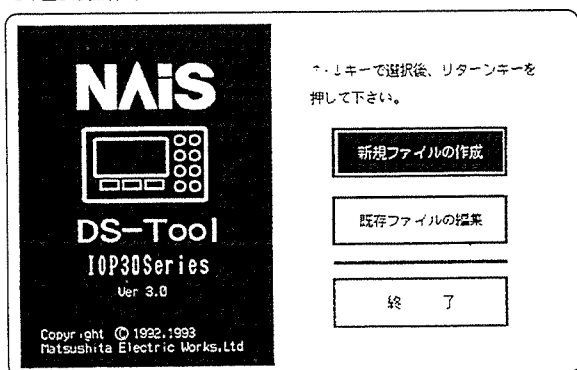 NAiS
DS-Tool
IOP30Series
Ver 3.0
Copyright © 1992.1993
Matsushita Electric Works.Ltd
↑・↓キーで選択後、リターンキーを
押して下さい。
新規ファイルの作成
既存ファイルの編集
終 了